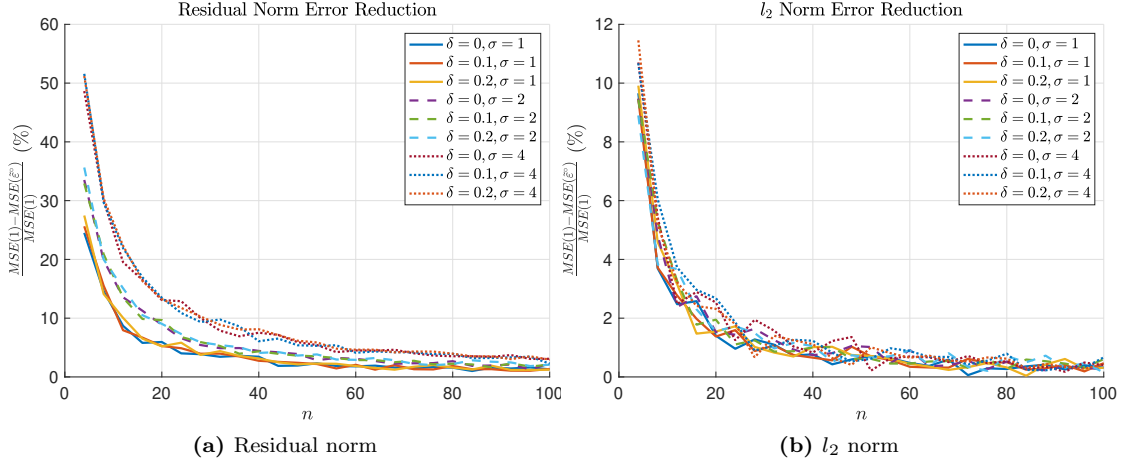 Residual Norm Error Reduction
60
50
40
30
20
10
0
0
20
40
60
80
100
n
MSE(1)−MSE(ε̃°)
MSE(1)
(%)
δ = 0, σ = 1
δ = 0.1, σ = 1
δ = 0.2, σ = 1
δ = 0, σ = 2
δ = 0.1, σ = 2
δ = 0.2, σ = 2
δ = 0, σ = 4
δ = 0.1, σ = 4
δ = 0.2, σ = 4
(a) Residual norm
l₂ Norm Error Reduction
12
10
8
6
4
2
0
0
20
40
60
80
100
n
MSE(1)−MSE(ε̃°)
MSE(1)
(%)
δ = 0, σ = 1
δ = 0.1, σ = 1
δ = 0.2, σ = 1
δ = 0, σ = 2
δ = 0.1, σ = 2
δ = 0.2, σ = 2
δ = 0, σ = 4
δ = 0.1, σ = 4
δ = 0.2, σ = 4
(b) l₂ norm